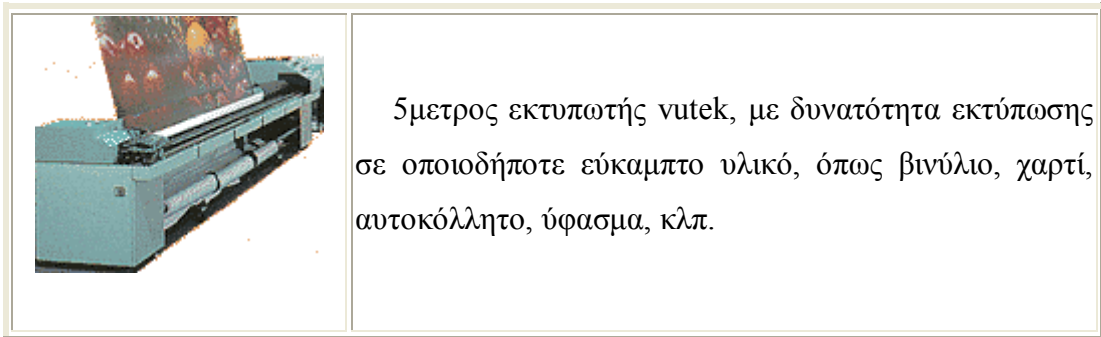 5μετρος εκτυπωτής vutek, με δυνατότητα εκτύπωσης
σε οποιοδήποτε εύκαμπτο υλικό, όπως βινύλιο, χαρτί,
αυτοκόλλητο, ύφασμα, κλπ.